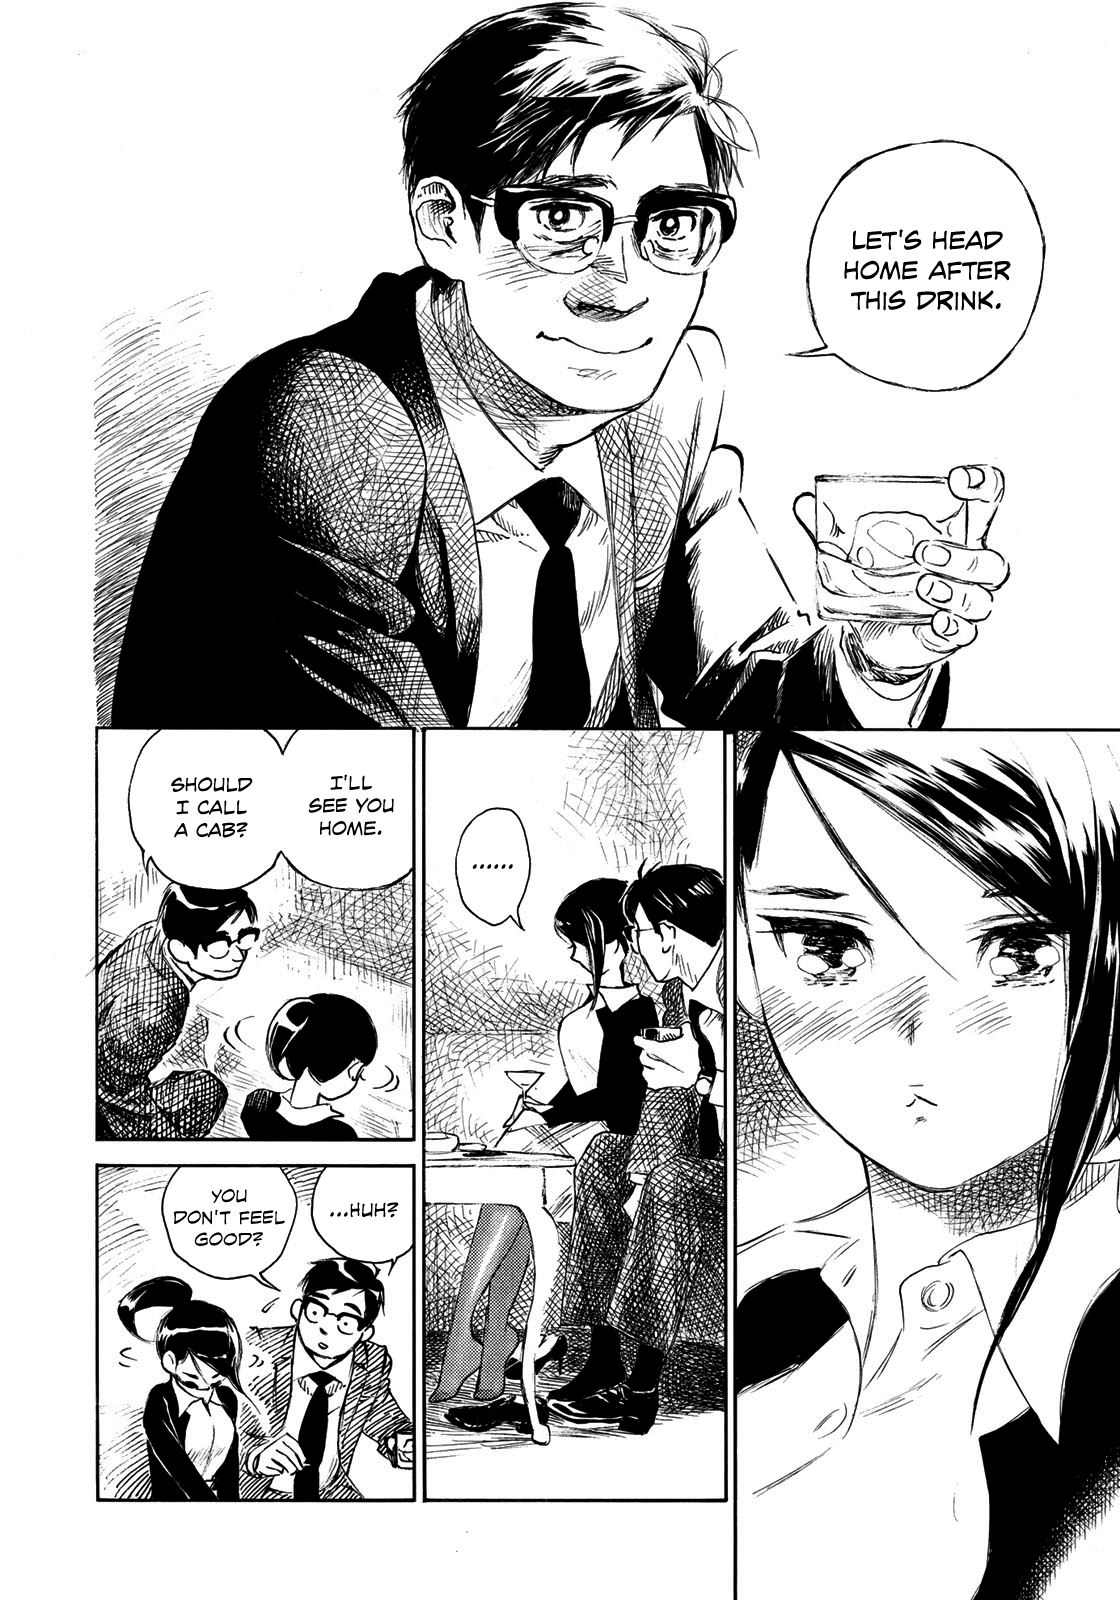 LET'S HEAD
HOME AFTER
THIS DRINK.
......
I'LL
SEE YOU
HOME.
SHOULD
I CALL
A CAB?
...HUH?
YOU
DON'T FEEL
GOOD?